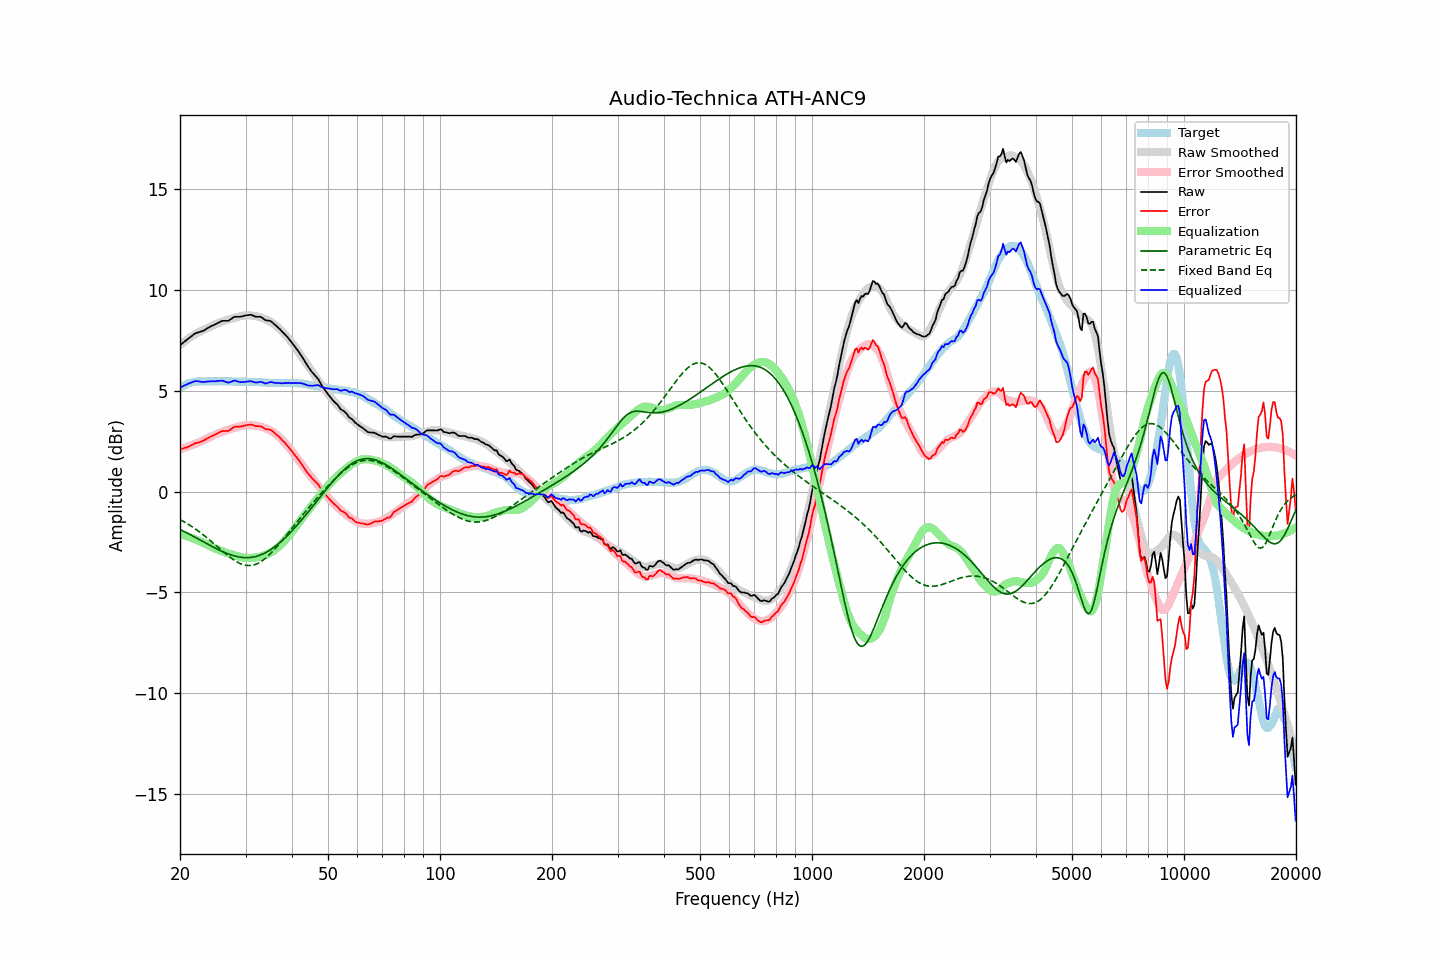 Audio-Technica ATH-ANC9
Target
Raw Smoothed
Error Smoothed
Raw
Error
Equalization
Parametric Eq
Fixed Band Eq
Equalized
Amplitude (dBr)
15
10
5
0
−5
−10
−15
20 50 100 200 500 1000 2000 5000 10000 20000
Frequency (Hz)